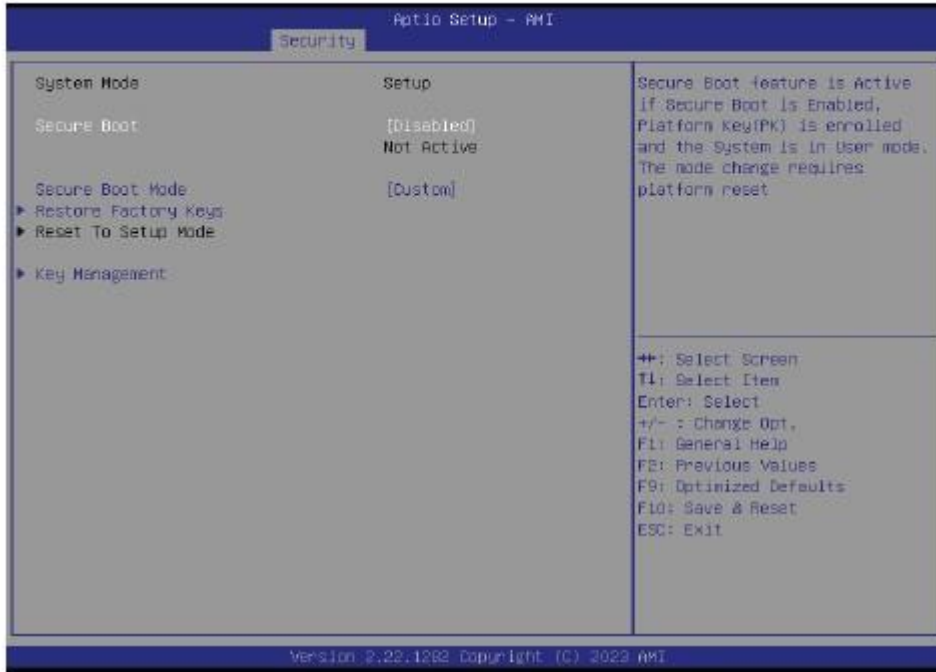 Aptio Setup - AMI
Security
System Mode Setup
Secure Boot [Disabled]
Not Active
Secure Boot Mode [Custom]
Restore Factory Keys
Reset To Setup Mode
Key Management
Secure Boot feature is Active
if Secure Boot is Enabled,
Platform Key(PK) is enrolled
and the System is in User mode.
The mode change requires
platform reset
→←: Select Screen
↑↓: Select Item
Enter: Select
+/- : Change Opt.
F1: General Help
F2: Previous Values
F9: Optimized Defaults
F10: Save & Reset
ESC: Exit
Version 2.22.1282 Copyright (C) 2023 AMI